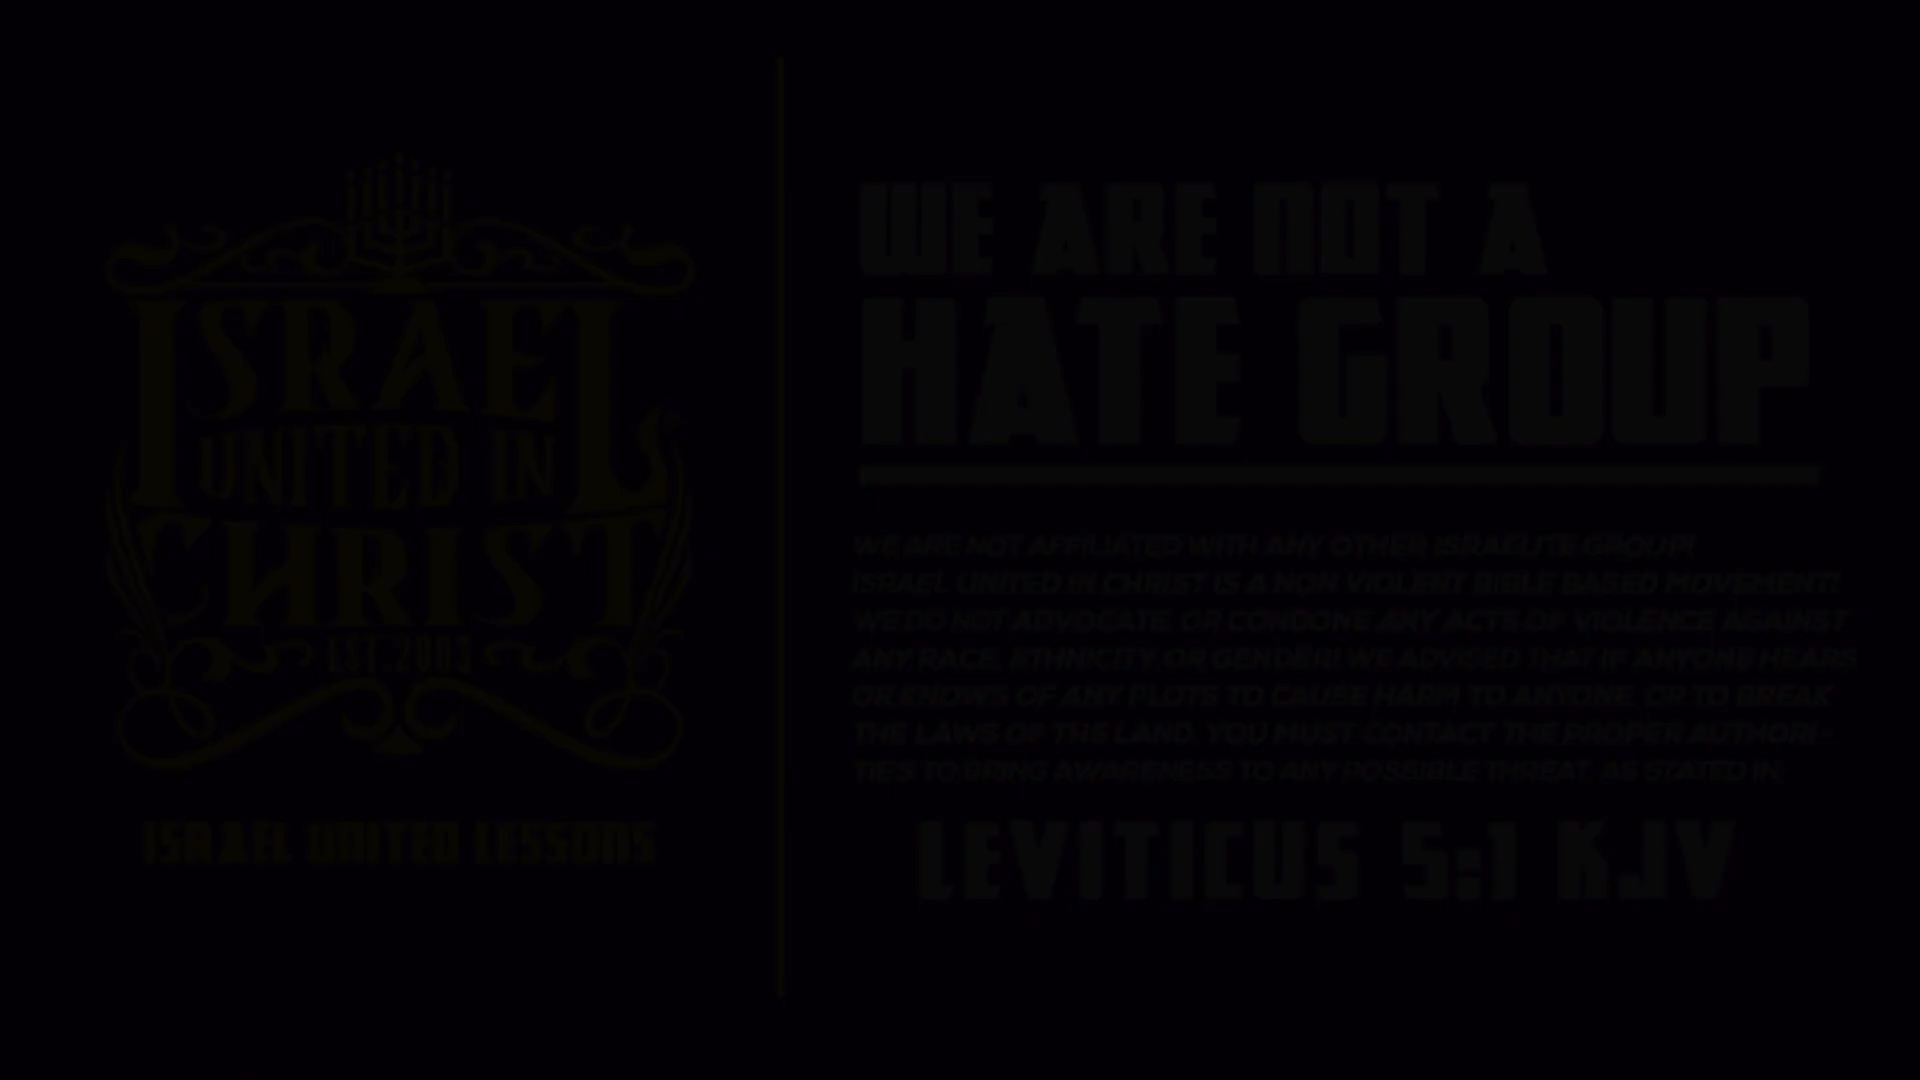 ISRAEL
UNITED IN
CHRIST
EST.2003
ISRAEL UNITED LESSONS
WE ARE NOT A
HATE GROUP
WE ARE NOT AFFILIATED WITH ANY OTHER ISRAELITE GROUP!
ISRAEL UNITED IN CHRIST IS A NON VIOLENT BIBLE BASED MOVEMENT!
WE DO NOT ADVOCATE OR CONDONE ANY ACTS OF VIOLENCE AGAINST
ANY RACE, ETHNICITY OR GENDER! WE ADVISED THAT IF ANYONE HEARS
OR KNOWS OF ANY PLOTS TO CAUSE HARM TO ANYONE, OR TO BREAK
THE LAWS OF THE LAND, YOU MUST CONTACT THE PROPER AUTHORI-
TIES TO BRING AWARENESS TO ANY POSSIBLE THREAT, AS STATED IN
LEVITICUS 5:1 KJV